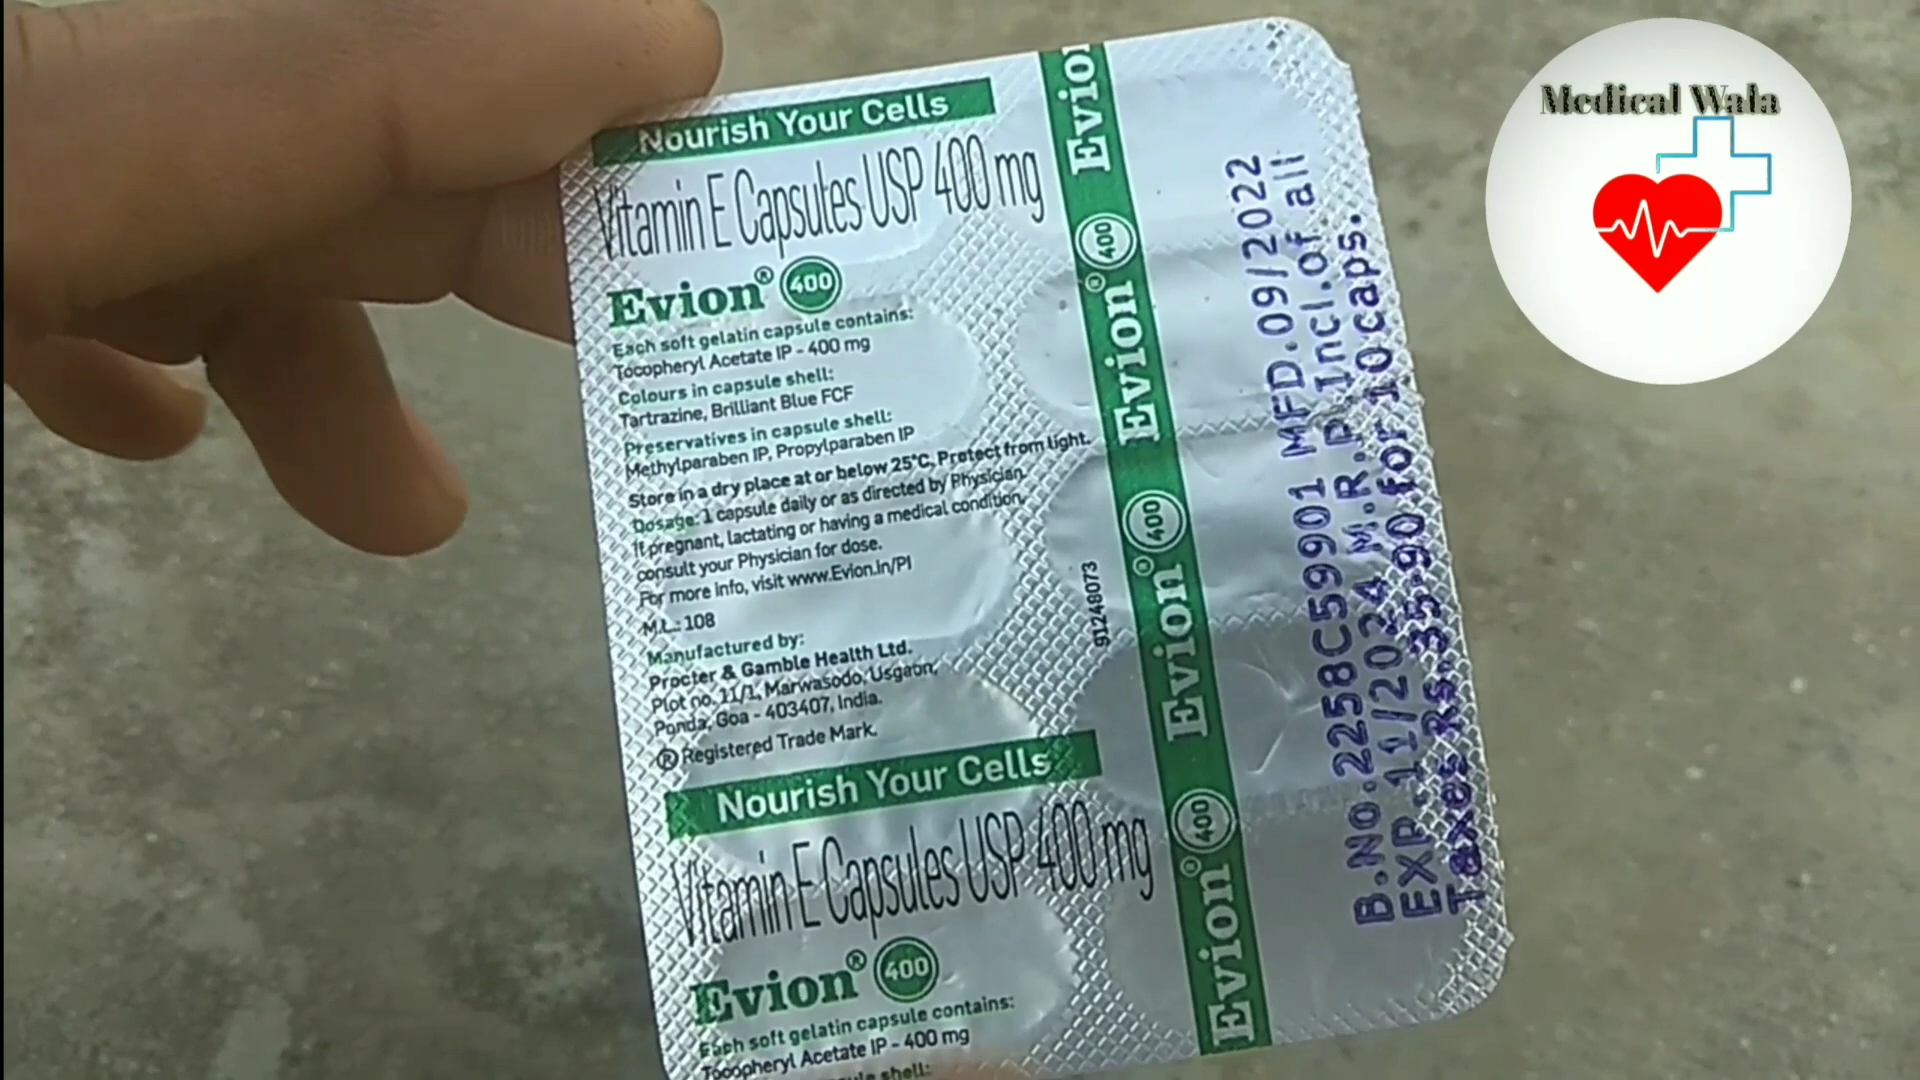 Nourish Your Cells
Vitamin E Capsules USP 400 mg
Evion® 400
Each soft gelatin capsule contains:
Tocopheryl Acetate IP - 400 mg
Colours in capsule shell:
Tartrazine, Brilliant Blue FCF
Preservatives in capsule shell:
Methylparaben IP, Propylparaben IP
Store in a dry place at or below 25°C, Protect from light.
Dosage: 1 capsule daily or as directed by Physician.
If pregnant, lactating or having a medical condition,
consult your Physician for dose.
For more info, visit www.Evion.in/PI
M.L.: 108
Manufactured by:
Procter & Gamble Health Ltd.
Plot no. 11/1, Marwasodo, Usgaon,
Ponda, Goa - 403407, India.
® Registered Trade Mark.
Nourish Your Cells
Vitamin E Capsules USP 400 mg
Evion® 400
Each soft gelatin capsule contains:
Tocopheryl Acetate IP - 400 mg
shell:
91248073
Evion® 400 Evion® 400 Evion® 400 Evion
B.No.2258C59901 MFD.09/2022
EXP.11/2024 M.R.P Incl.of all
Taxes Rs.35.90 for 10caps.
Medical Wala